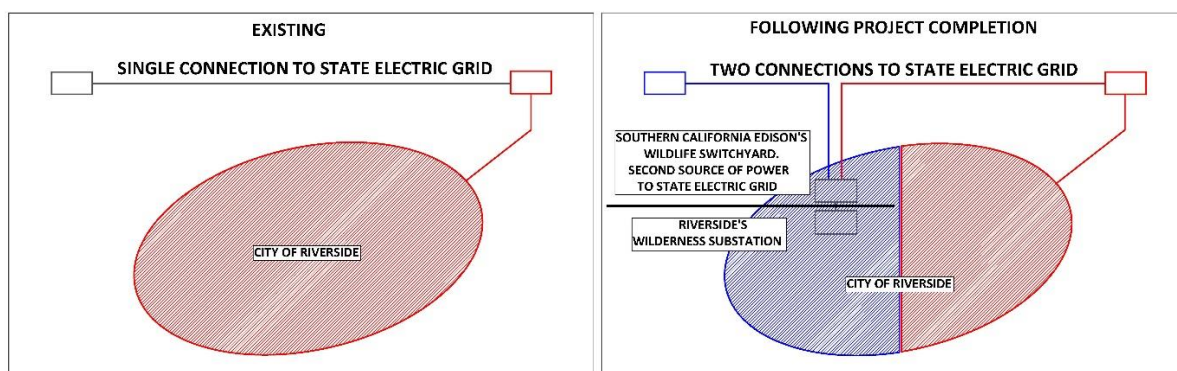 EXISTING
SINGLE CONNECTION TO STATE ELECTRIC GRID
CITY OF RIVERSIDE
FOLLOWING PROJECT COMPLETION
TWO CONNECTIONS TO STATE ELECTRIC GRID
SOUTHERN CALIFORNIA EDISON'S
WILDLIFE SWITCHYARD.
SECOND SOURCE OF POWER
TO STATE ELECTRIC GRID
RIVERSIDE'S
WILDERNESS SUBSTATION
CITY OF RIVERSIDE